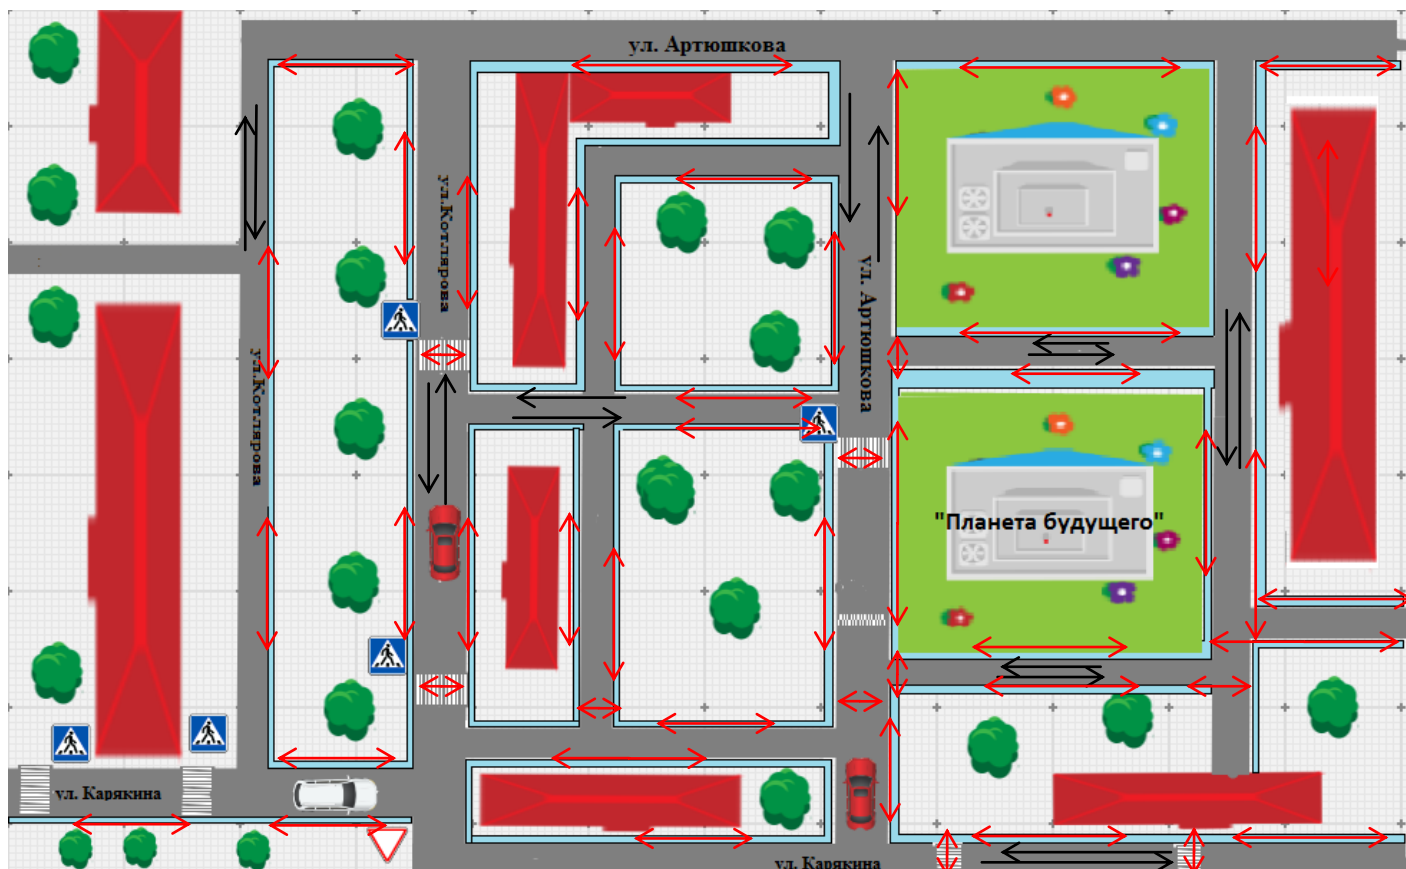 ул. Артюшкова
ул.Котлярова
ул. Артюшкова
ул.Котлярова
"Планета будущего"
ул. Карякина
ул. Карякина